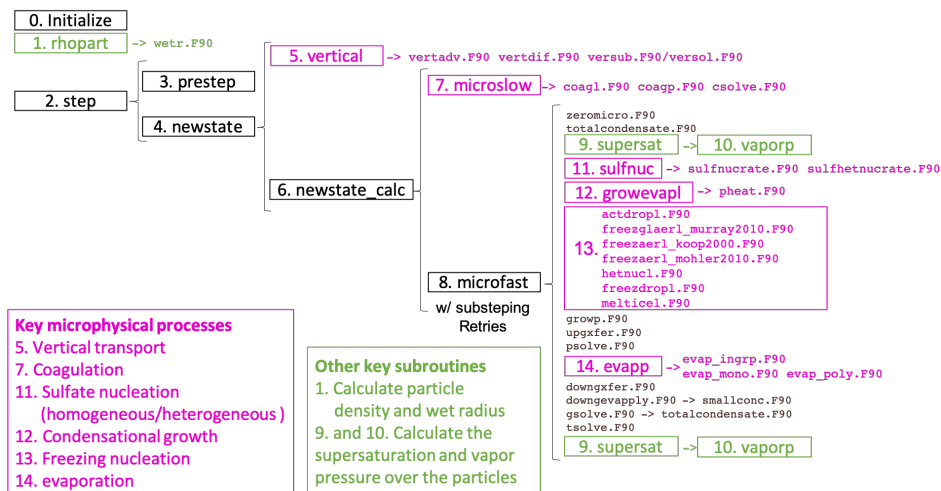 0. Initialize
1. rhopart -> wetr.F90
2. step
3. prestep
4. newstate
5. vertical -> vertadv.F90 vertdif.F90 versub.F90/versol.F90
6. newstate_calc
7. microslow -> coagl.F90 coagp.F90 csolve.F90
8. microfast
w/ substeping
Retries
zeromicro.F90
totalcondensate.F90
9. supersat -> 10. vaporp
11. sulfnuc -> sulfnucrate.F90 sulfhetnucrate.F90
12. growevapl -> pheat.F90
13.
actdropl.F90
freezglaerl_murray2010.F90
freezaerl_koop2000.F90
freezaerl_mohler2010.F90
hetnucl.F90
freezdropl.F90
melticel.F90
growp.F90
upgxfer.F90
psolve.F90
14. evapp -> evap_ingrp.F90
evap_mono.F90 evap_poly.F90
downgxfer.F90
downgevapply.F90 -> smallconc.F90
gsolve.F90 -> totalcondensate.F90
tsolve.F90
9. supersat -> 10. vaporp
Key microphysical processes
5. Vertical transport
7. Coagulation
11. Sulfate nucleation
(homogeneous/heterogeneous )
12. Condensational growth
13. Freezing nucleation
14. evaporation
Other key subroutines
1. Calculate particle
density and wet radius
9. and 10. Calculate the
supersaturation and vapor
pressure over the particles